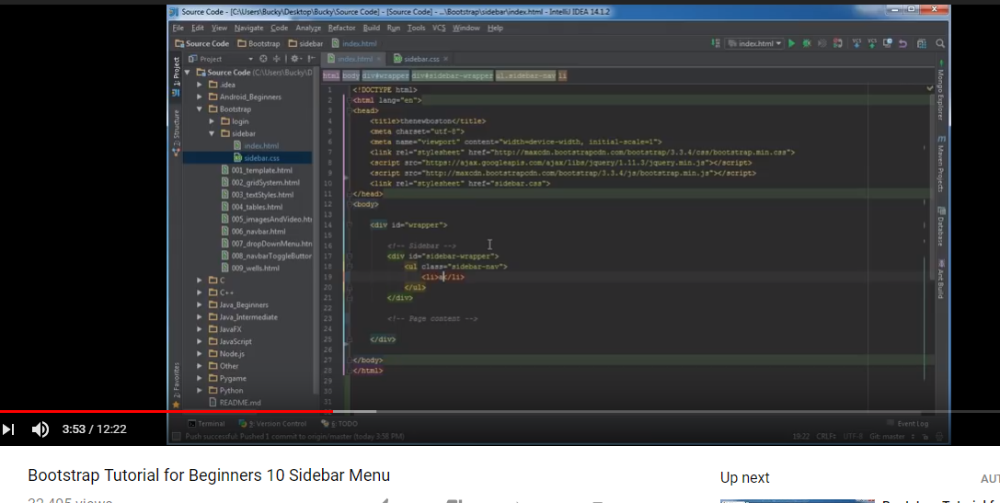 Source Code - [C:\Users\Bucky\Desktop\Bucky\Source Code] - [Source Code] - ...\Bootstrap\sidebar\index.html - IntelliJ IDEA 14.1.2
File Edit View Navigate Code Analyze Refactor Build Run Tools VCS Window Help
Source Code Bootstrap sidebar index.html
index.html
Project
index.html sidebar.css
1: Project
2: Structure
2: Favorites
Source Code (C:\Users\Bucky\D
.idea
Android_Beginners
Bootstrap
login
sidebar
index.html
sidebar.css
001_template.html
002_gridSystem.html
003_textStyles.html
004_tables.html
005_imagesAndVideo.htm
006_navbar.html
007_dropDownMenu.htm
008_navbarToggleButton
009_wells.html
C
C++
Java_Beginners
Java_Intermediate
JavaFX
JavaScript
Node.js
Other
Pygame
Python
README.md
html body div#wrapper div#sidebar-wrapper ul.sidebar-nav li
1 <!DOCTYPE html>
2 <html lang="en">
3 <head>
4 <title>thenewboston</title>
5 <meta charset="utf-8">
6 <meta name="viewport" content="width=device-width, initial-scale=1">
7 <link rel="stylesheet" href="http://maxcdn.bootstrapcdn.com/bootstrap/3.3.4/css/bootstrap.min.css">
8 <script src="https://ajax.googleapis.com/ajax/libs/jquery/1.11.3/jquery.min.js"></script>
9 <script src="http://maxcdn.bootstrapcdn.com/bootstrap/3.3.4/js/bootstrap.min.js"></script>
10 <link rel="stylesheet" href="sidebar.css">
11 </head>
12 <body>
13
14 <div id="wrapper">
15
16 <!-- Sidebar -->
17 <div id="sidebar-wrapper">
18 <ul class="sidebar-nav">
19 <li>a</li>
20 </ul>
21 </div>
22
23 <!-- Page content -->
24
25 </div>
26
27 </body>
28 </html>
29
30
31
Mongo Explorer
Maven Projects
Database
Ant Build
Terminal 9: Version Control 6: TODO Event Log
Push successful: Pushed 1 commit to origin/master (today 3:56 PM) 19:22 CRLF UTF-8 Git: master
3:53 / 12:22
Bootstrap Tutorial for Beginners 10 Sidebar Menu
Up next
AUT